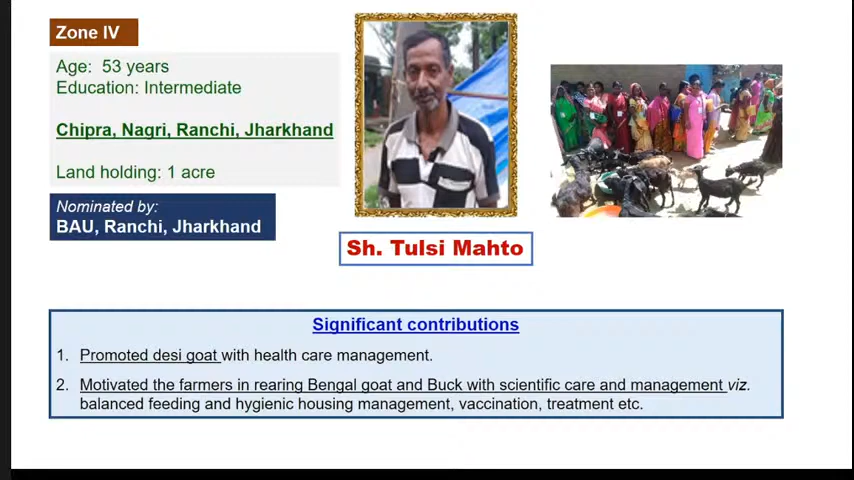 Zone IV
Age: 53 years
Education: Intermediate
Chipra, Nagri, Ranchi, Jharkhand
Land holding: 1 acre
Nominated by:
BAU, Ranchi, Jharkhand
Sh. Tulsi Mahto
Significant contributions
1. Promoted desi goat with health care management.
2. Motivated the farmers in rearing Bengal goat and Buck with scientific care and management viz.
balanced feeding and hygienic housing management, vaccination, treatment etc.